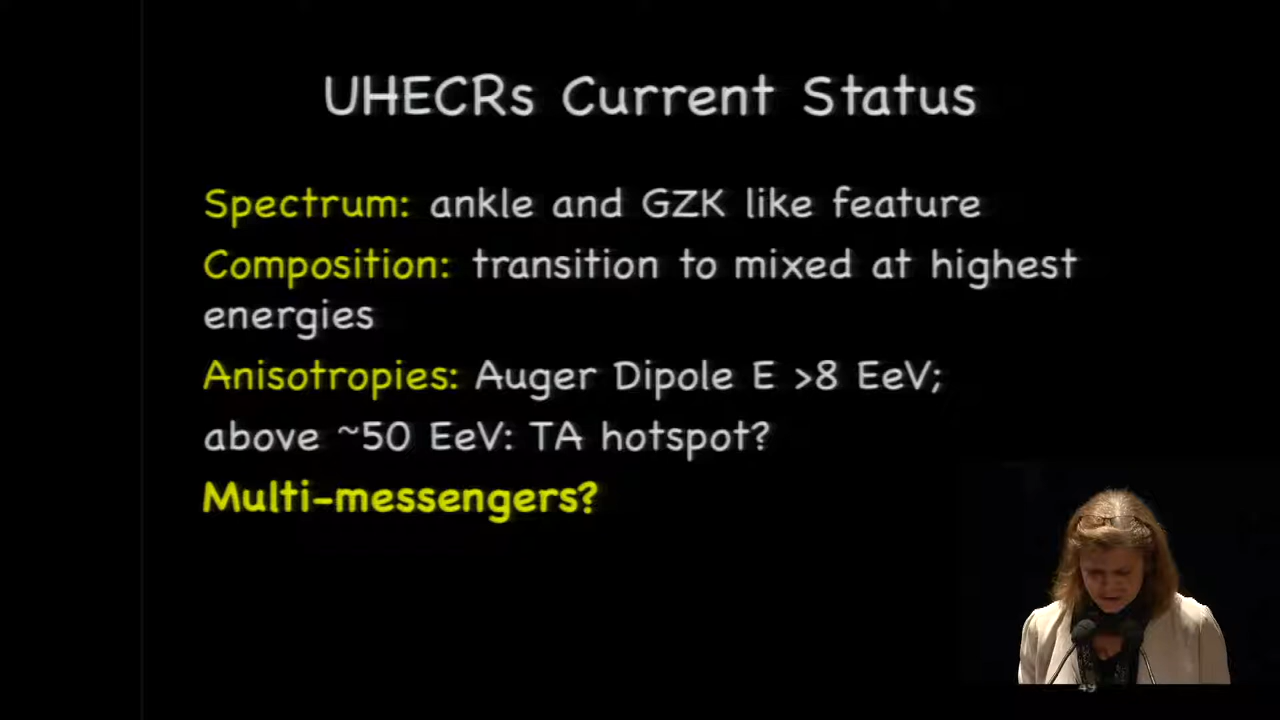 UHECRs Current Status
Spectrum: ankle and GZK like feature
Composition: transition to mixed at highest
energies
Anisotropies: Auger Dipole E >8 EeV;
above ~50 EeV: TA hotspot?
Multi-messengers?
49